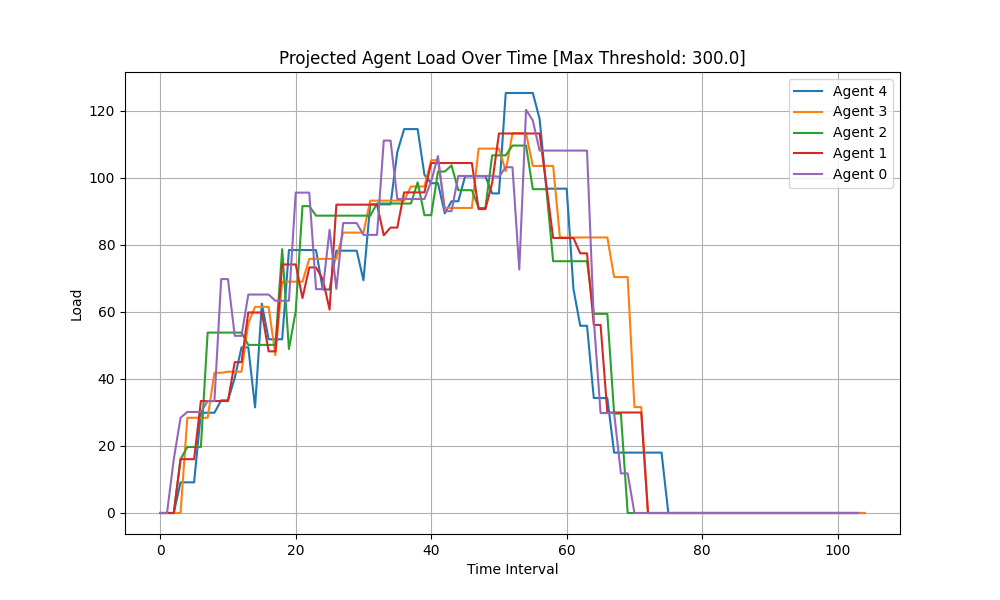 Projected Agent Load Over Time [Max Threshold: 300.0]
Agent 4
Agent 3
Agent 2
Agent 1
Agent 0
Load
120
100
80
60
40
20
0
0 20 40 60 80 100
Time Interval